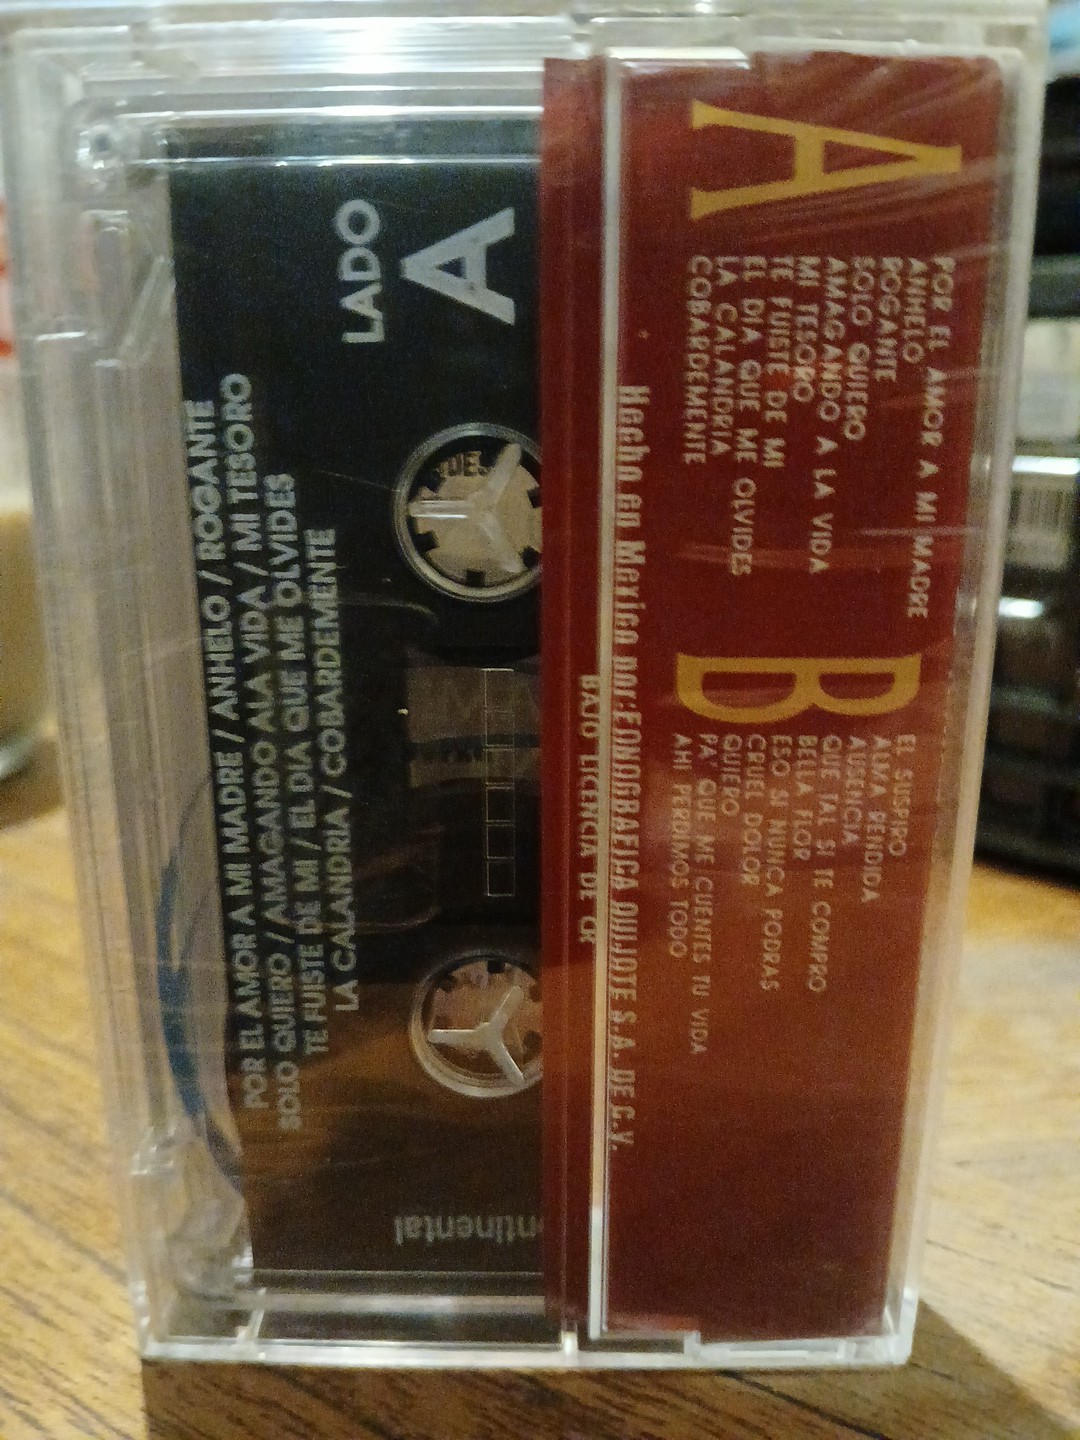 A
POR EL AMOR A MI MADRE
ANHELO
ROGANTE
SOLO QUIERO
AMAGANDO A LA VIDA
MI TESORO
TE FUISTE DE MI
EL DIA QUE ME OLVIDES
LA CALANDRIA
COBARDEMENTE
B
EL SUSPIRO
ALMA RENDIDA
AUSENCIA
QUE TAL SI TE COMPRO
BELLA FLOR
ESO SI NUNCA PODRAS
CRUEL DOLOR
QUIERO
PA' QUE ME CUENTES TU VIDA
AHI PERDIMOS TODO
Hecho en Mexico por: FONOGRAFICA QUIJOTE S.A. DE C.V.
BAJO LICENCIA DE CR
LADO
A
POR EL AMOR A MI MADRE / ANHELO / ROGANTE
SOLO QUIERO / AMAGANDO ALA VIDA / MI TESORO
TE FUISTE DE MI / EL DIA QUE ME OLVIDES
LA CALANDRIA / COBARDEMENTE
ntinental